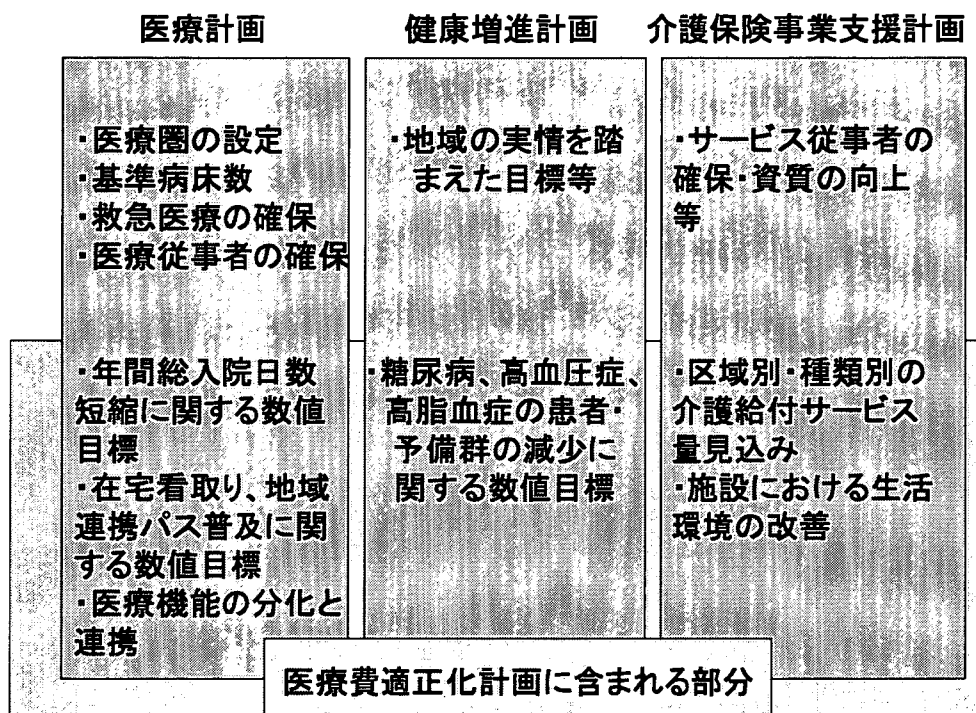 医療計画
・医療圏の設定
・基準病床数
・救急医療の確保
・医療従事者の確保
・年間総入院日数
短縮に関する数値
目標
・在宅看取り、地域
連携パス普及に関
する数値目標
・医療機能の分化と
連携
健康増進計画
・地域の実情を踏
まえた目標等
・糖尿病、高血圧症、
高脂血症の患者・
予備群の減少に
関する数値目標
介護保険事業支援計画
・サービス従事者の
確保・資質の向上
等
・区域別・種類別の
介護給付サービス
量見込み
・施設における生活
環境の改善
医療費適正化計画に含まれる部分